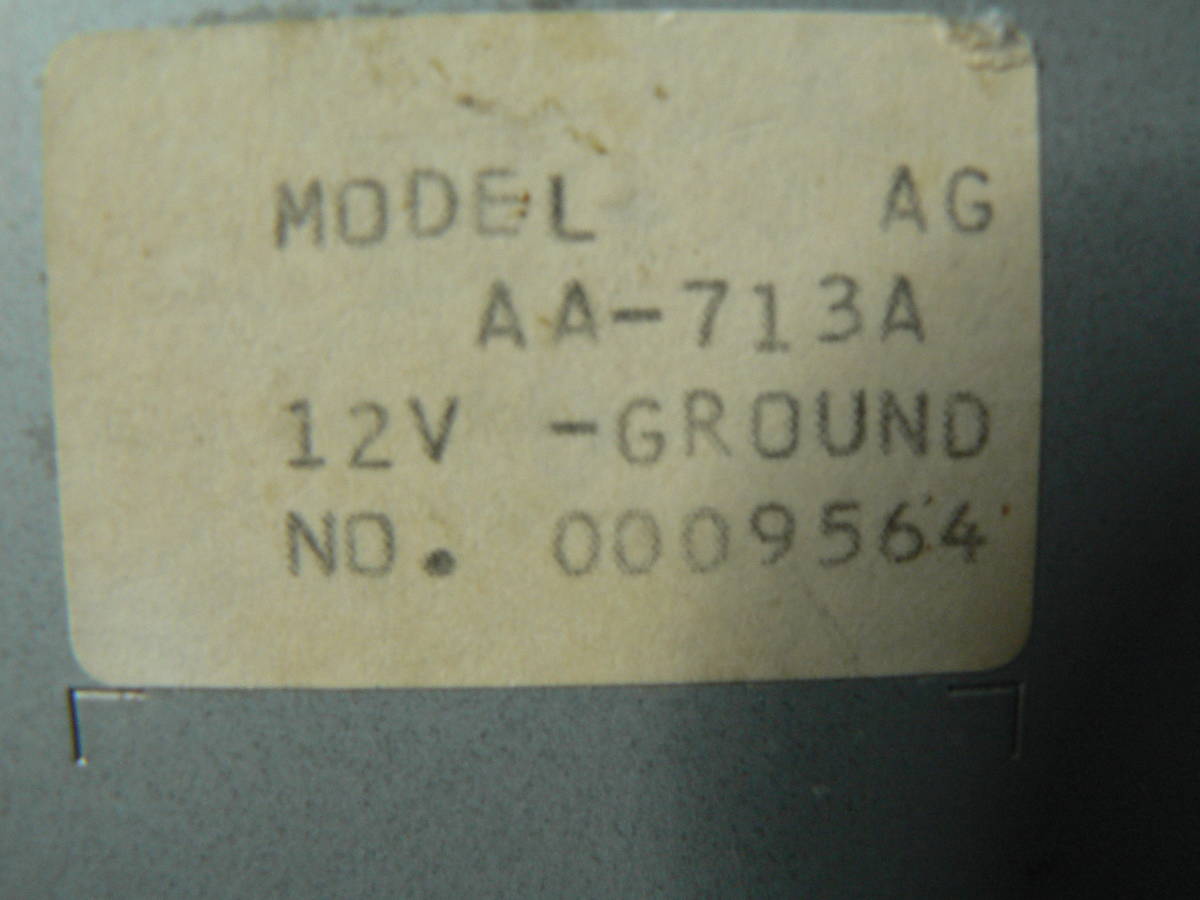 MODEL AG
AA-713A
12V -GROUND
NO. 0009564